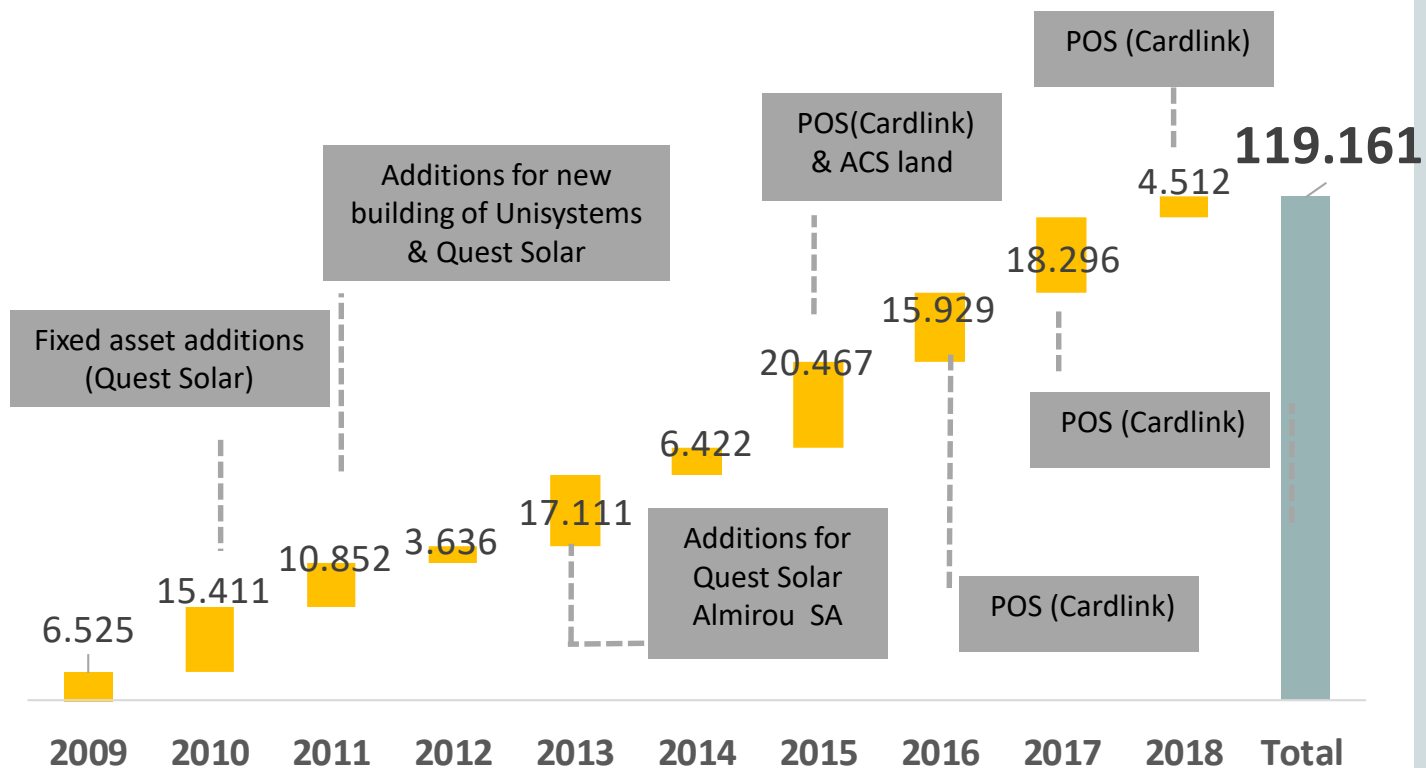 POS (Cardlink)
POS(Cardlink)
& ACS land
Additions for new
building of Unisystems
& Quest Solar
Fixed asset additions
(Quest Solar)
119.161
4.512
18.296
15.929
20.467
6.422
17.111
3.636
10.852
15.411
6.525
POS (Cardlink)
Additions for
Quest Solar
Almirou SA
POS (Cardlink)
2009 2010 2011 2012 2013 2014 2015 2016 2017 2018 Total